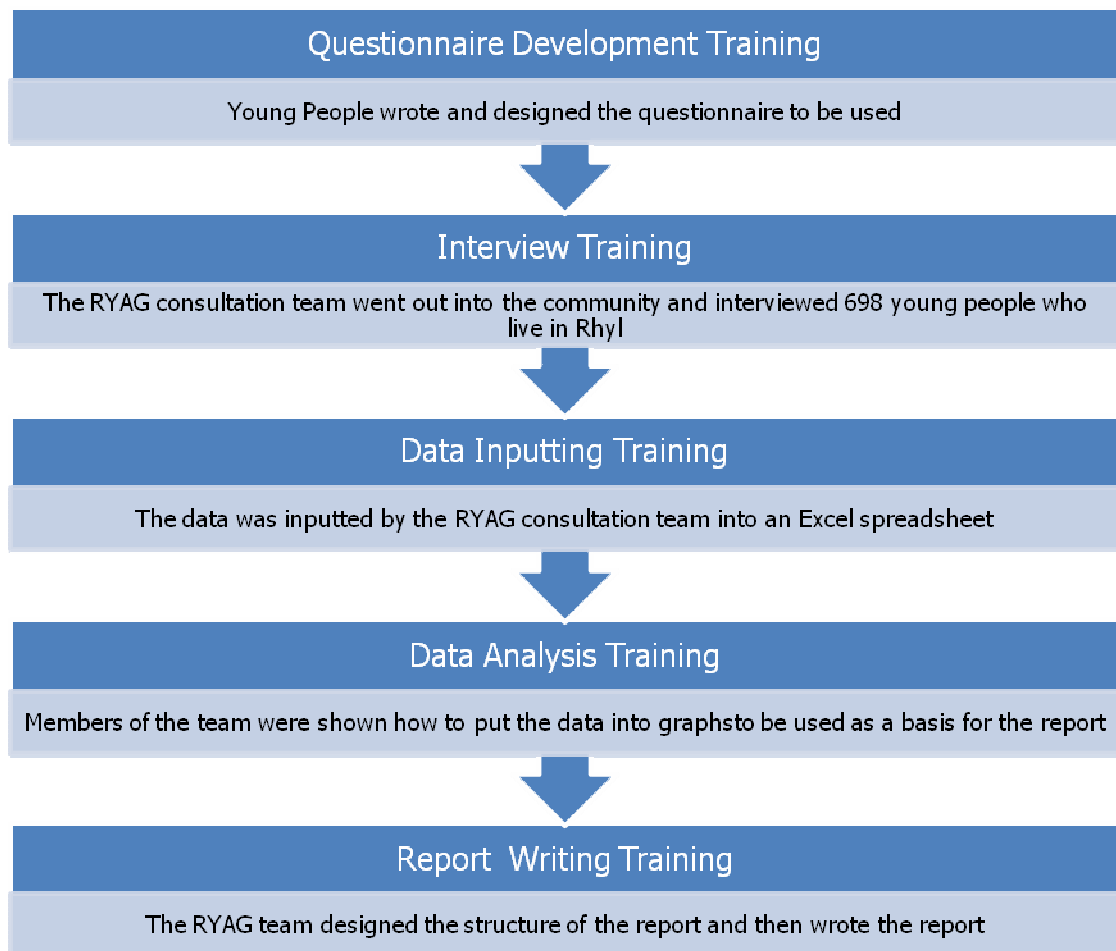 Questionnaire Development Training
Young People wrote and designed the questionnaire to be used
Interview Training
The RYAG consultation team went out into the community and interviewed 698 young people who
live in Rhyl
Data Inputting Training
The data was inputted by the RYAG consultation team into an Excel spreadsheet
Data Analysis Training
Members of the team were shown how to put the data into graphsto be used as a basis for the report
Report  Writing Training
The RYAG team designed the structure of the report and then wrote the report